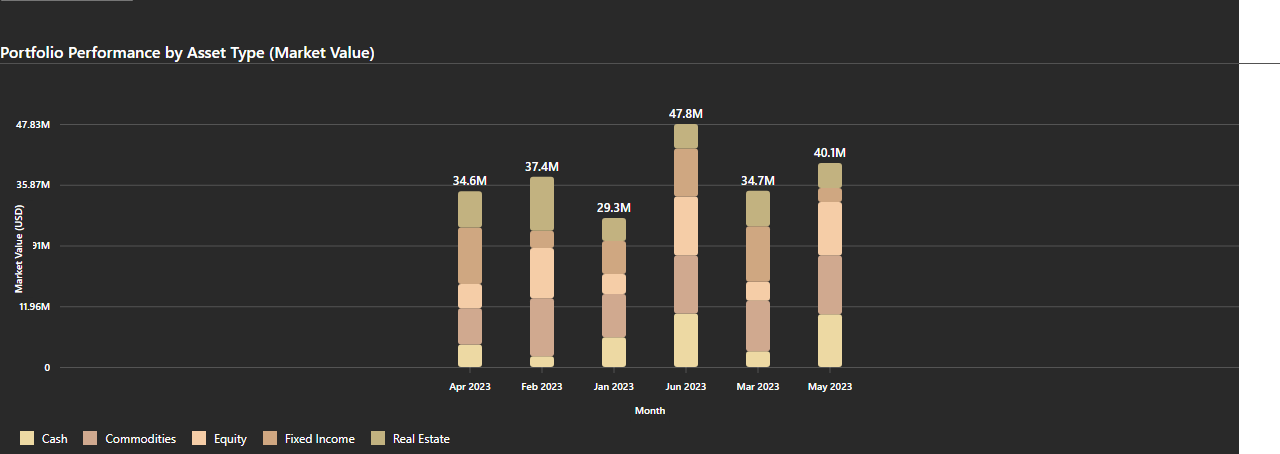 Portfolio Performance by Asset Type (Market Value)
47.83M
35.87M
91M
11.96M
0
Market Value (USD)
34.6M
37.4M
29.3M
47.8M
34.7M
40.1M
Apr 2023
Feb 2023
Jan 2023
Jun 2023
Mar 2023
May 2023
Month
Cash
Commodities
Equity
Fixed Income
Real Estate